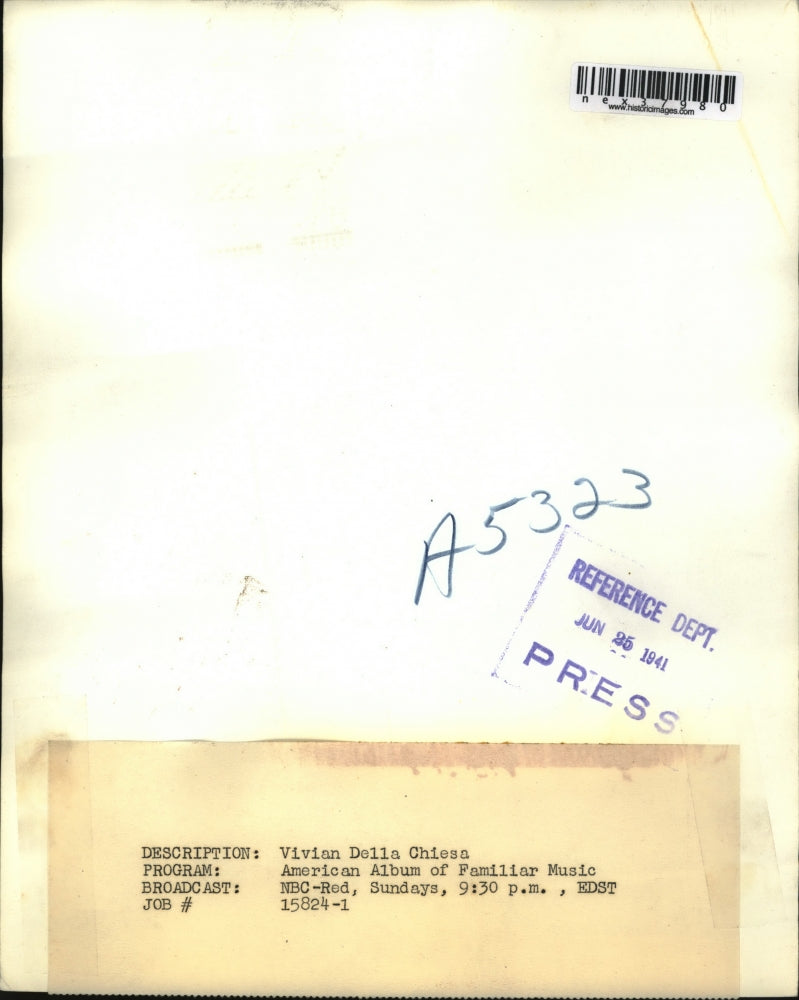 nex37980
www.historicimages.com
A5323
REFERENCE DEPT.
JUN 25 1941
PRESS
DESCRIPTION: Vivian Della Chiesa
PROGRAM: American Album of Familiar Music
BROADCAST: NBC-Red, Sundays, 9:30 p.m. , EDST
JOB # 15824-1